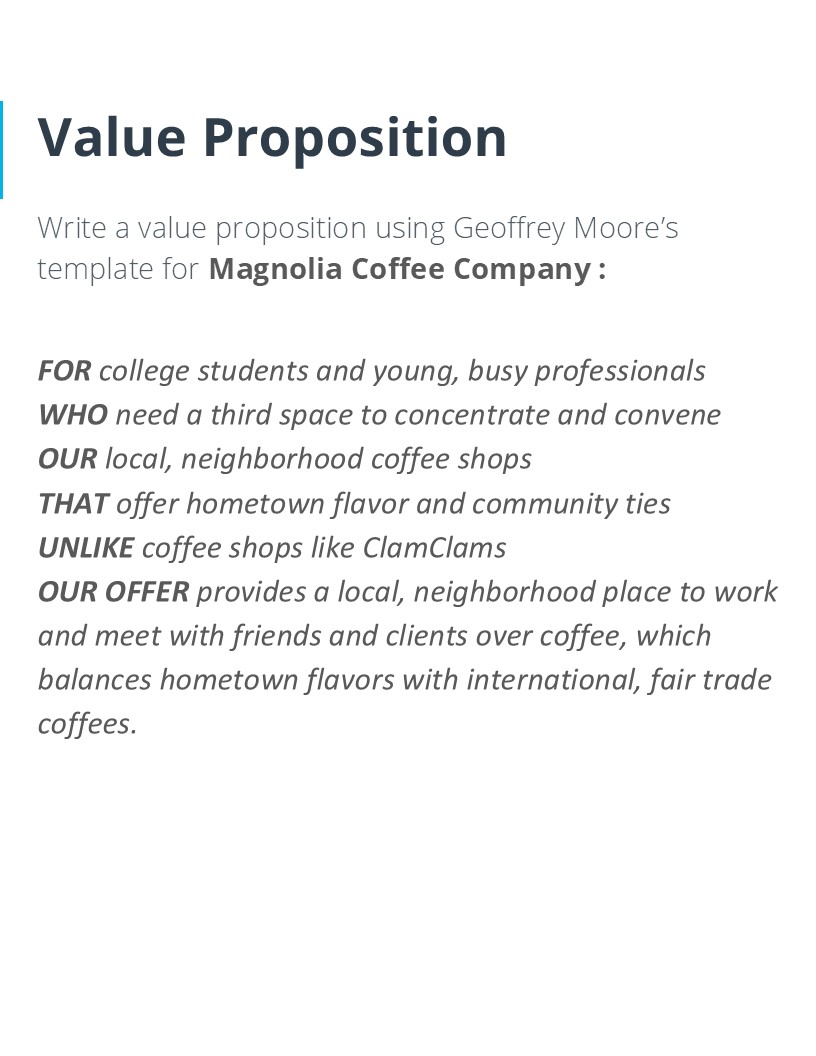 Value Proposition
Write a value proposition using Geoffrey Moore’s
template for Magnolia Coffee Company :
FOR college students and young, busy professionals
WHO need a third space to concentrate and convene
OUR local, neighborhood coffee shops
THAT offer hometown flavor and community ties
UNLIKE coffee shops like ClamClams
OUR OFFER provides a local, neighborhood place to work
and meet with friends and clients over coffee, which
balances hometown flavors with international, fair trade
coffees.